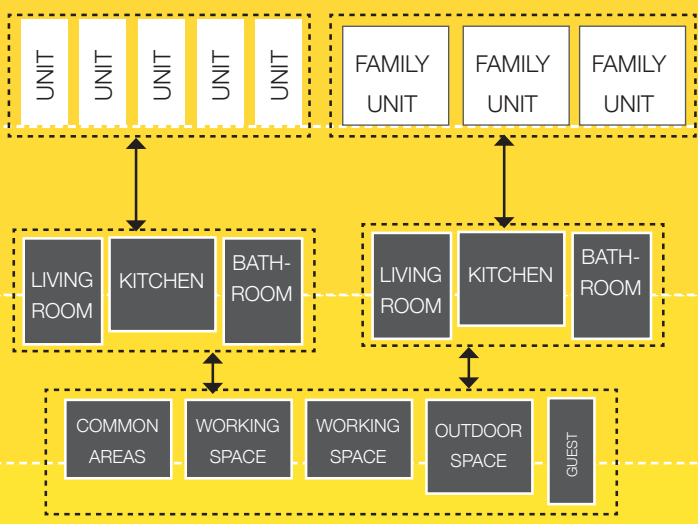 UNIT
UNIT
UNIT
UNIT
UNIT
FAMILY
UNIT
FAMILY
UNIT
FAMILY
UNIT
LIVING
ROOM
KITCHEN
BATH-
ROOM
LIVING
ROOM
KITCHEN
BATH-
ROOM
COMMON
AREAS
WORKING
SPACE
WORKING
SPACE
OUTDOOR
SPACE
GUEST